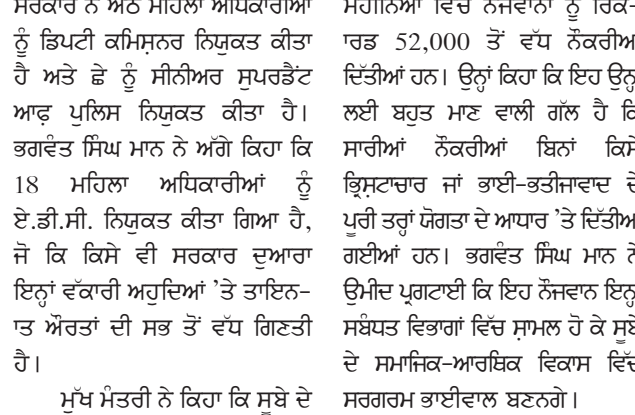 ਸਰਕਾਰ ਨੇ ਅੱਠ ਮਹਿਲਾ ਅਧਿਕਾਰੀਆਂ
ਨੂੰ ਡਿਪਟੀ ਕਮਿਸ਼ਨਰ ਨਿਯੁਕਤ ਕੀਤਾ
ਹੈ ਅਤੇ ਛੇ ਨੂੰ ਸੀਨੀਅਰ ਸੁਪਰਡੈਂਟ
ਆਫ਼ ਪੁਲਿਸ ਨਿਯੁਕਤ ਕੀਤਾ ਹੈ।
ਭਗਵੰਤ ਸਿੰਘ ਮਾਨ ਨੇ ਅੱਗੇ ਕਿਹਾ ਕਿ
18 ਮਹਿਲਾ ਅਧਿਕਾਰੀਆਂ ਨੂੰ
ਏ.ਡੀ.ਸੀ. ਨਿਯੁਕਤ ਕੀਤਾ ਗਿਆ ਹੈ,
ਜੋ ਕਿ ਕਿਸੇ ਵੀ ਸਰਕਾਰ ਦੁਆਰਾ
ਇਨ੍ਹਾਂ ਵੱਕਾਰੀ ਅਹੁਦਿਆਂ ’ਤੇ ਤਾਇਨ-
ਾਤ ਔਰਤਾਂ ਦੀ ਸਭ ਤੋਂ ਵੱਧ ਗਿਣਤੀ
ਹੈ।
ਮੁੱਖ ਮੰਤਰੀ ਨੇ ਕਿਹਾ ਕਿ ਸੂਬੇ ਦੇ
ਮਹੀਨਿਆਂ ਵਿੱਚ ਨੌਜਵਾਨਾਂ ਨੂੰ ਰਿਕ-
ਾਰਡ 52,000 ਤੋਂ ਵੱਧ ਨੌਕਰੀਆਂ
ਦਿੱਤੀਆਂ ਹਨ। ਉਨ੍ਹਾਂ ਕਿਹਾ ਕਿ ਇਹ ਉਨ੍ਹਾਂ
ਲਈ ਬਹੁਤ ਮਾਣ ਵਾਲੀ ਗੱਲ ਹੈ ਕਿ
ਸਾਰੀਆਂ ਨੌਕਰੀਆਂ ਬਿਨਾਂ ਕਿਸੇ
ਭ੍ਰਿਸ਼ਟਾਚਾਰ ਜਾਂ ਭਾਈ-ਭਤੀਜਾਵਾਦ ਦੇ
ਪੂਰੀ ਤਰ੍ਹਾਂ ਯੋਗਤਾ ਦੇ ਆਧਾਰ ’ਤੇ ਦਿੱਤੀਆਂ
ਗਈਆਂ ਹਨ। ਭਗਵੰਤ ਸਿੰਘ ਮਾਨ ਨੇ
ਉਮੀਦ ਪ੍ਰਗਟਾਈ ਕਿ ਇਹ ਨੌਜਵਾਨ ਇਨ੍ਹਾਂ
ਸਬੰਧਤ ਵਿਭਾਗਾਂ ਵਿੱਚ ਸ਼ਾਮਲ ਹੋ ਕੇ ਸੂਬੇ
ਦੇ ਸਮਾਜਿਕ-ਆਰਥਿਕ ਵਿਕਾਸ ਵਿੱਚ
ਸਰਗਰਮ ਭਾਈਵਾਲ ਬਣਨਗੇ।